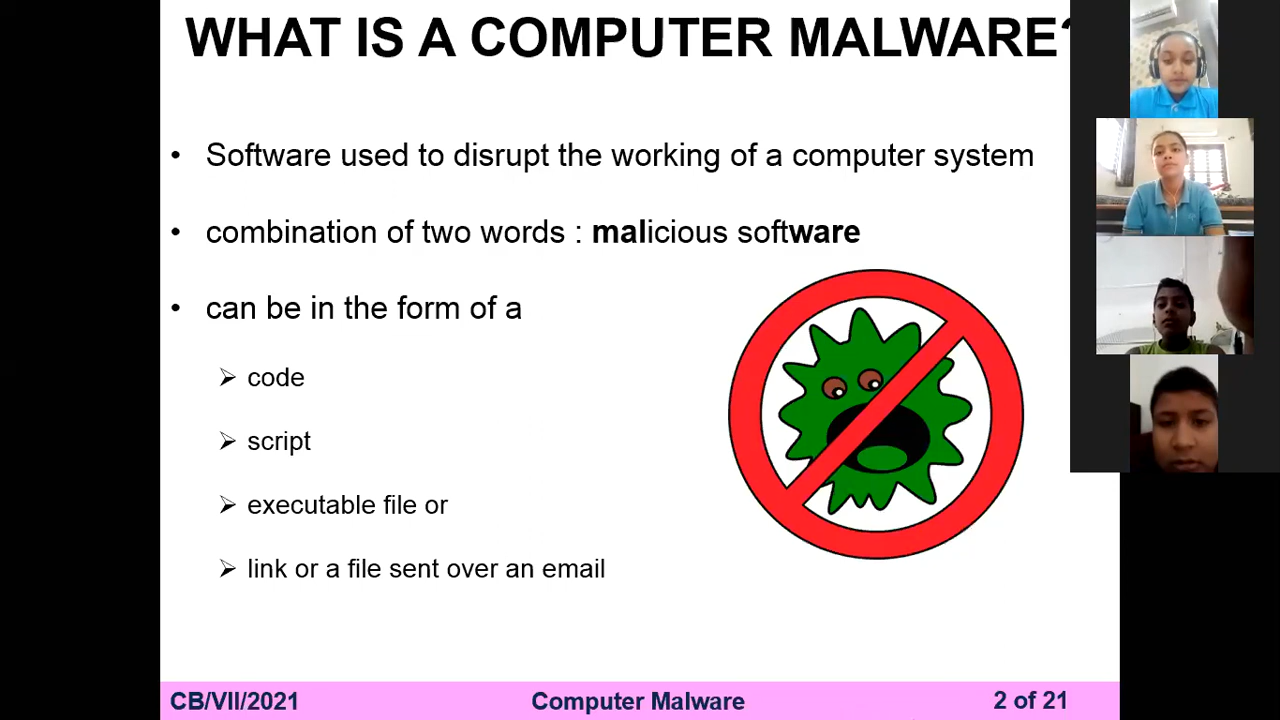 WHAT IS A COMPUTER MALWARE?
• Software used to disrupt the working of a computer system
• combination of two words : malicious software
• can be in the form of a
➢ code
➢ script
➢ executable file or
➢ link or a file sent over an email
CB/VII/2021 Computer Malware 2 of 21